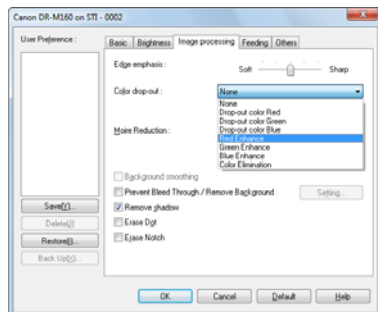 Canon DR-M160 on STI - 0002
User Preference :
Basic Brightness Image processing Feeding Others
Edge emphasis : Soft Sharp
Color drop-out : None
None
Drop-out color Red
Drop-out color Green
Drop-out color Blue
Red Enhance
Moire Reduction :
Green Enhance
Blue Enhance
Color Elimination
Background smoothing
Prevent Bleed Through / Remove Background Setting...
Save(Y)... Remove shadow
Delete(J) Erase Dot
Restore(I)... Erase Notch
Back Up(X)...
OK Cancel Default Help